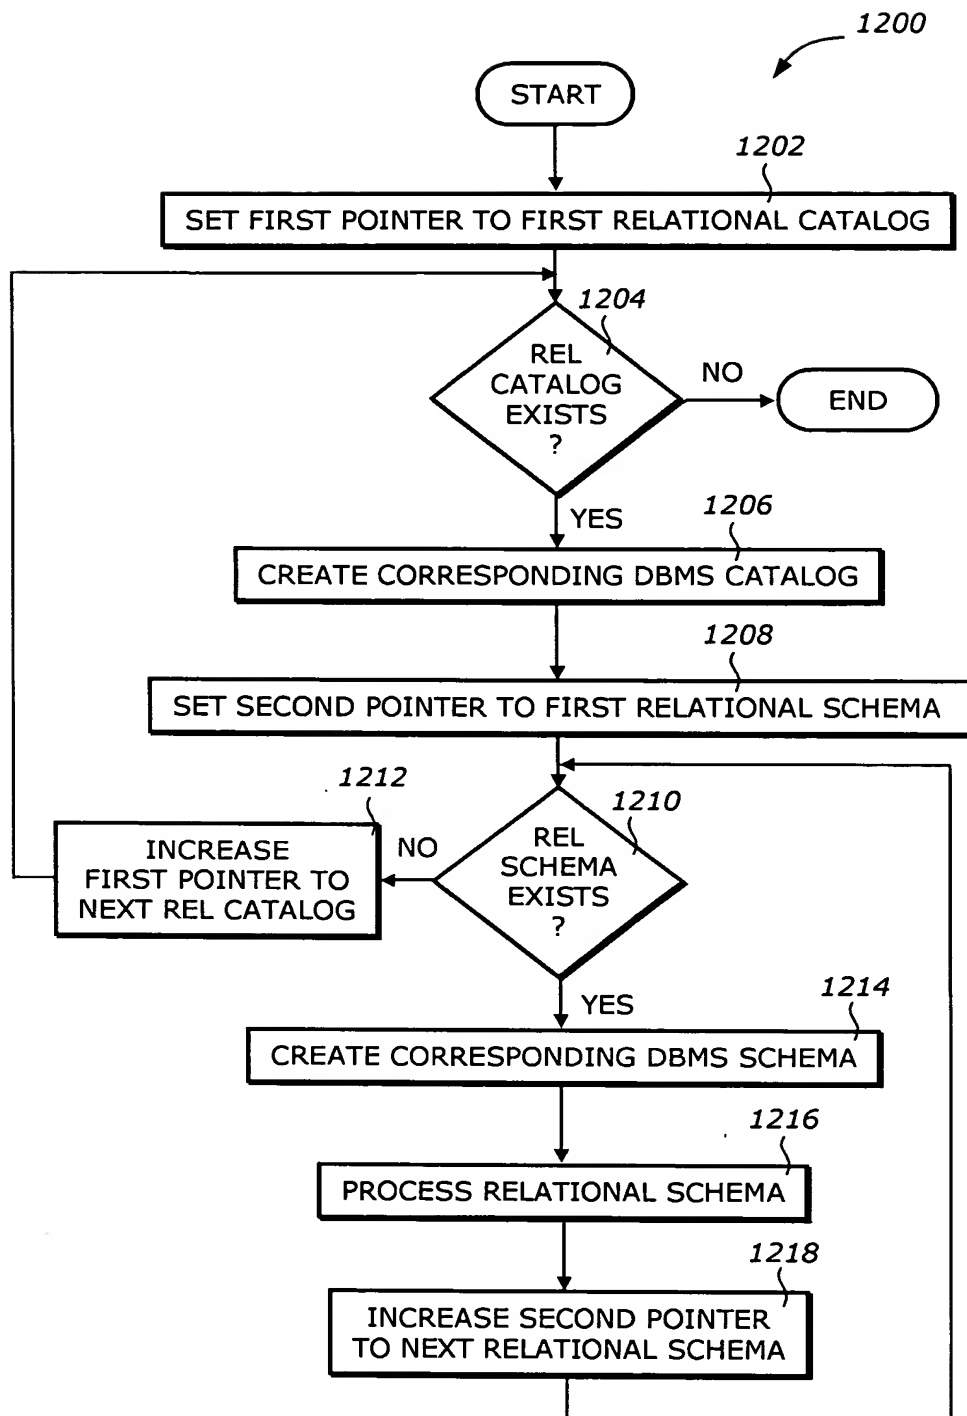 1200
START
1202
SET FIRST POINTER TO FIRST RELATIONAL CATALOG
1204
REL
CATALOG
EXISTS
?
NO
END
YES
1206
CREATE CORRESPONDING DBMS CATALOG
1208
SET SECOND POINTER TO FIRST RELATIONAL SCHEMA
1212
INCREASE
FIRST POINTER TO
NEXT REL CATALOG
NO
1210
REL
SCHEMA
EXISTS
?
YES
1214
CREATE CORRESPONDING DBMS SCHEMA
1216
PROCESS RELATIONAL SCHEMA
1218
INCREASE SECOND POINTER
TO NEXT RELATIONAL SCHEMA